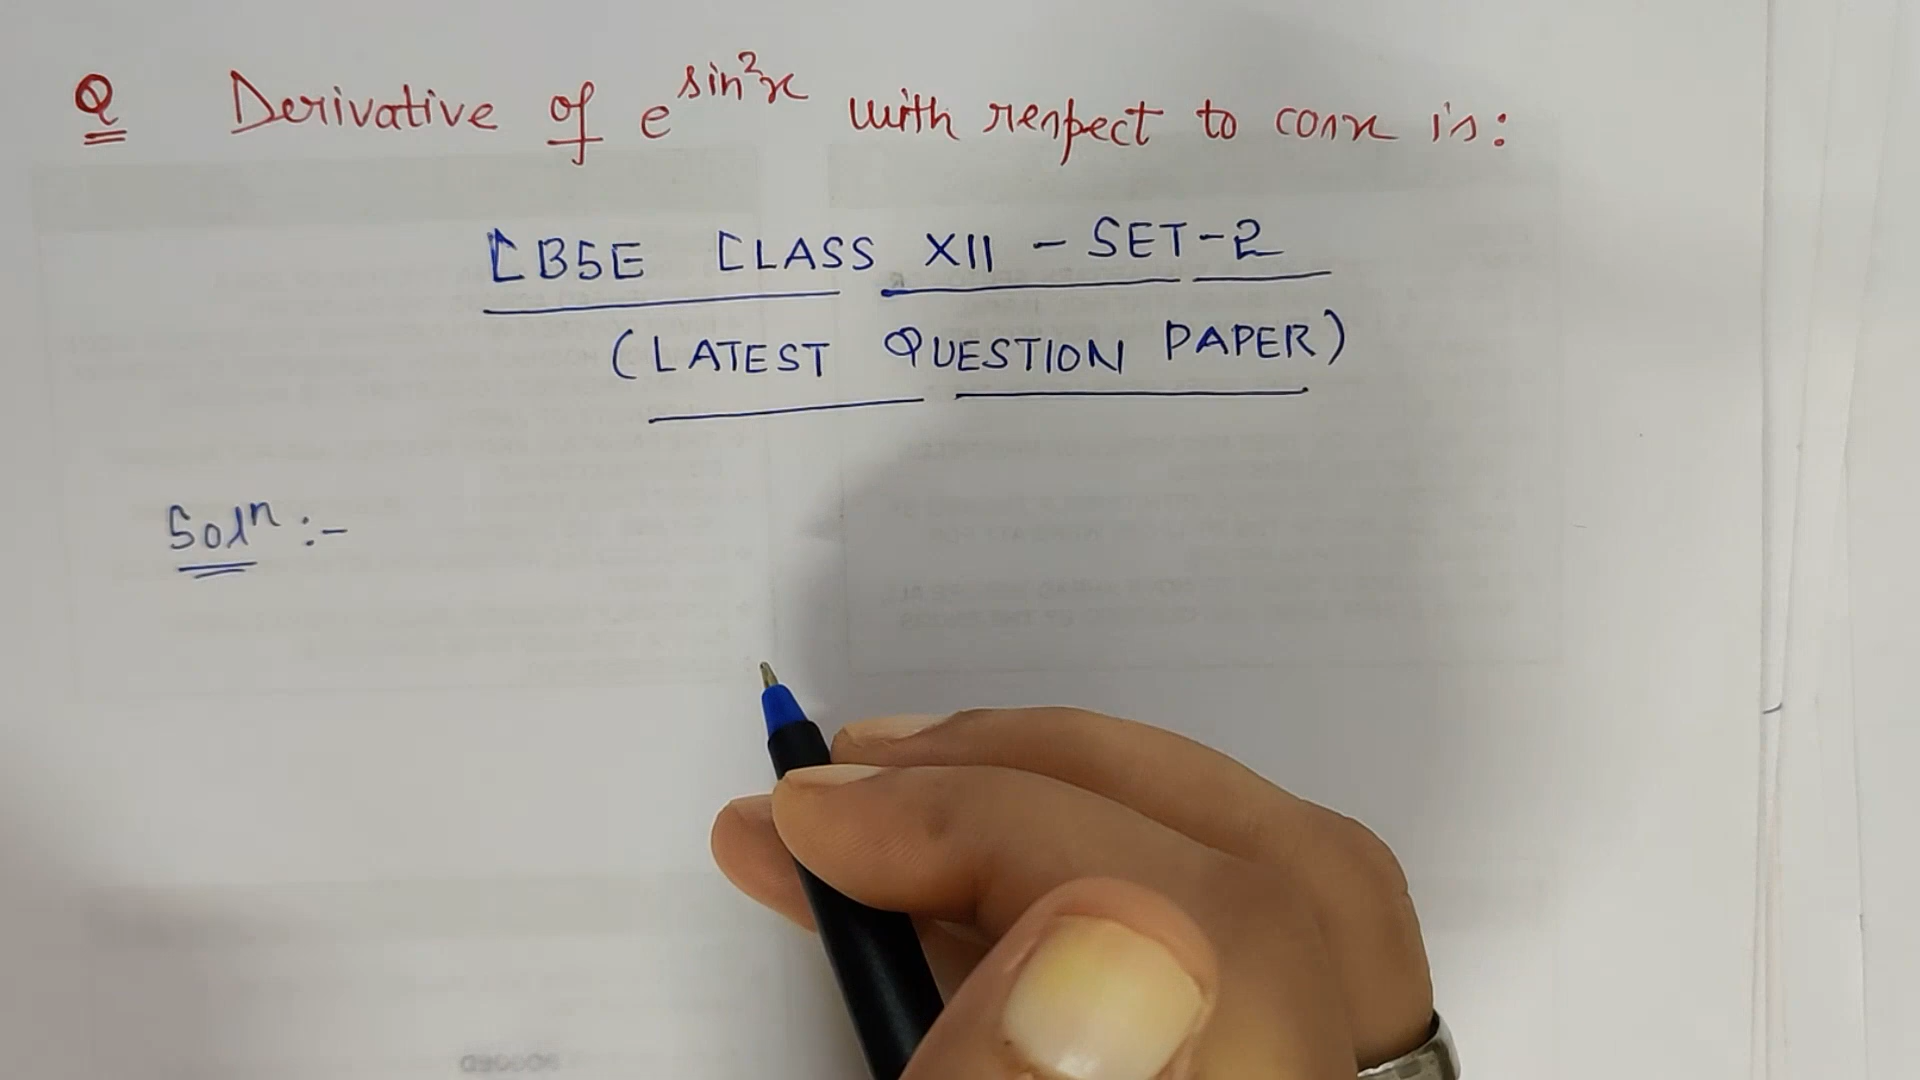 Q Derivative of e^sin²x with respect to cosx is:
CBSE CLASS XII - SET-2
(LATEST QUESTION PAPER)
Solⁿ :-